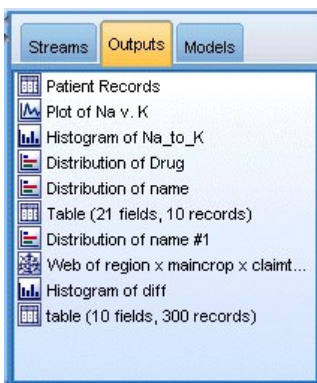 Streams Outputs Models
Patient Records
Plot of Na v. K
Histogram of Na_to_K
Distribution of Drug
Distribution of name
Table (21 fields, 10 records)
Distribution of name #1
Web of region x maincrop x claimt...
Histogram of diff
table (10 fields, 300 records)